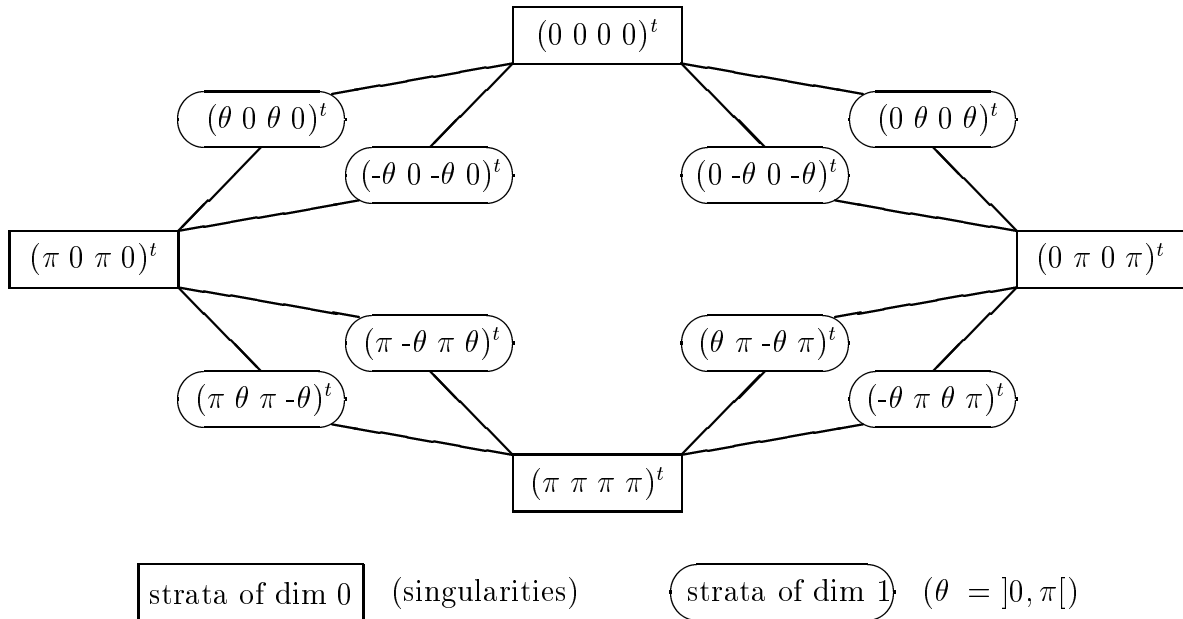 (0 0 0 0)ᵗ
(θ 0 θ 0)ᵗ (0 θ 0 θ)ᵗ
(-θ 0 -θ 0)ᵗ (0 -θ 0 -θ)ᵗ
(π 0 π 0)ᵗ (0 π 0 π)ᵗ
(π -θ π θ)ᵗ (θ π -θ π)ᵗ
(π θ π -θ)ᵗ (-θ π θ π)ᵗ
(π π π π)ᵗ
strata of dim 0 (singularities) strata of dim 1 (θ = ]0, π[)